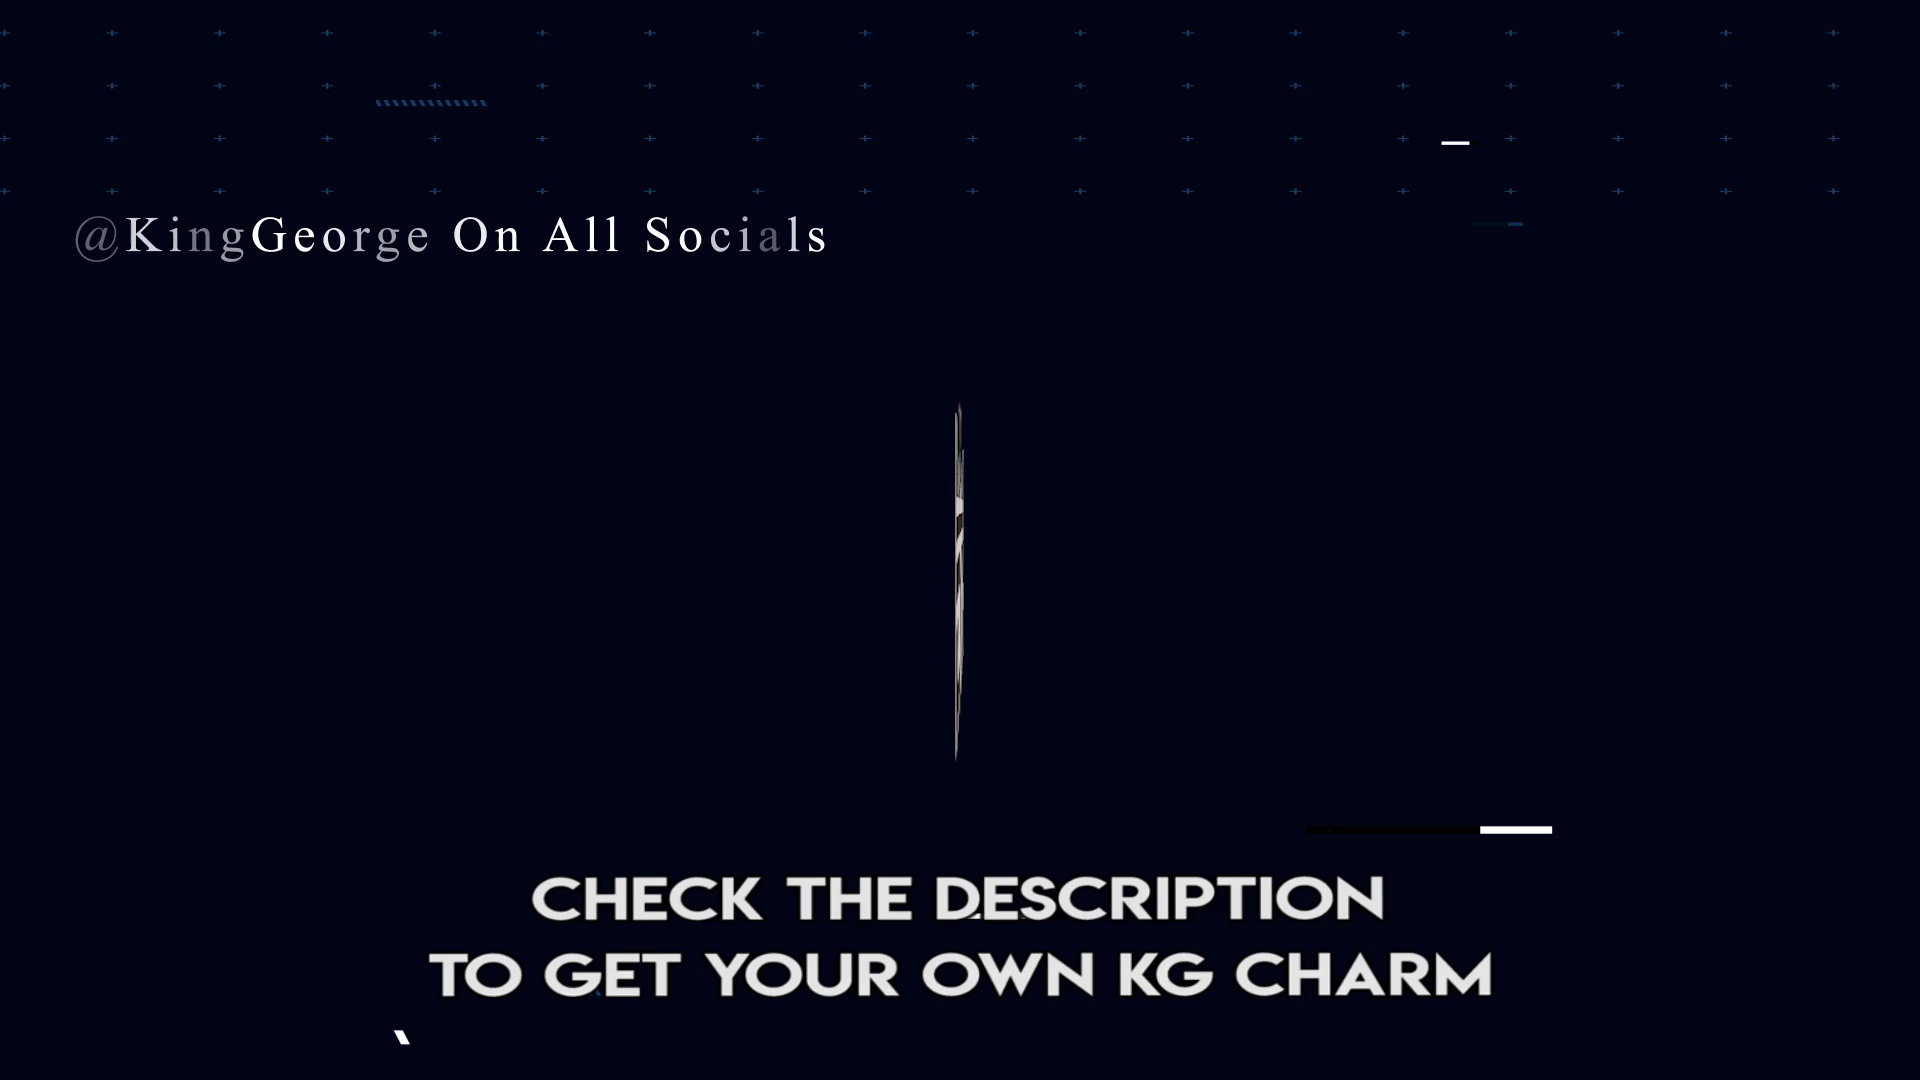 @KingGeorge On All Socials
CHECK THE DESCRIPTION
TO GET YOUR OWN KG CHARM